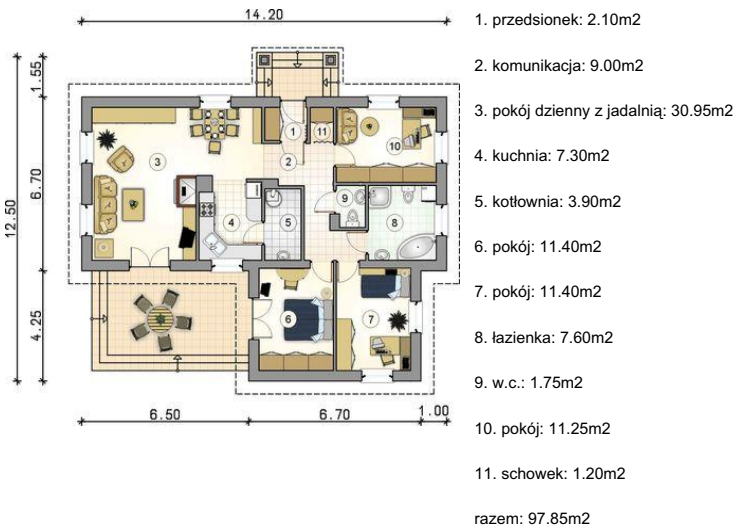 14.20
1. przedsionek: 2.10m2
2. komunikacja: 9.00m2
3. pokój dzienny z jadalnią: 30.95m2
4. kuchnia: 7.30m2
5. kotłownia: 3.90m2
6. pokój: 11.40m2
7. pokój: 11.40m2
8. łazienka: 7.60m2
9. w.c.: 1.75m2
10. pokój: 11.25m2
11. schowek: 1.20m2
razem: 97.85m2
1.55
6.70
12.50
4.25
1
11
10
2
3
9
4
5
8
6
7
6.50
6.70
1.00